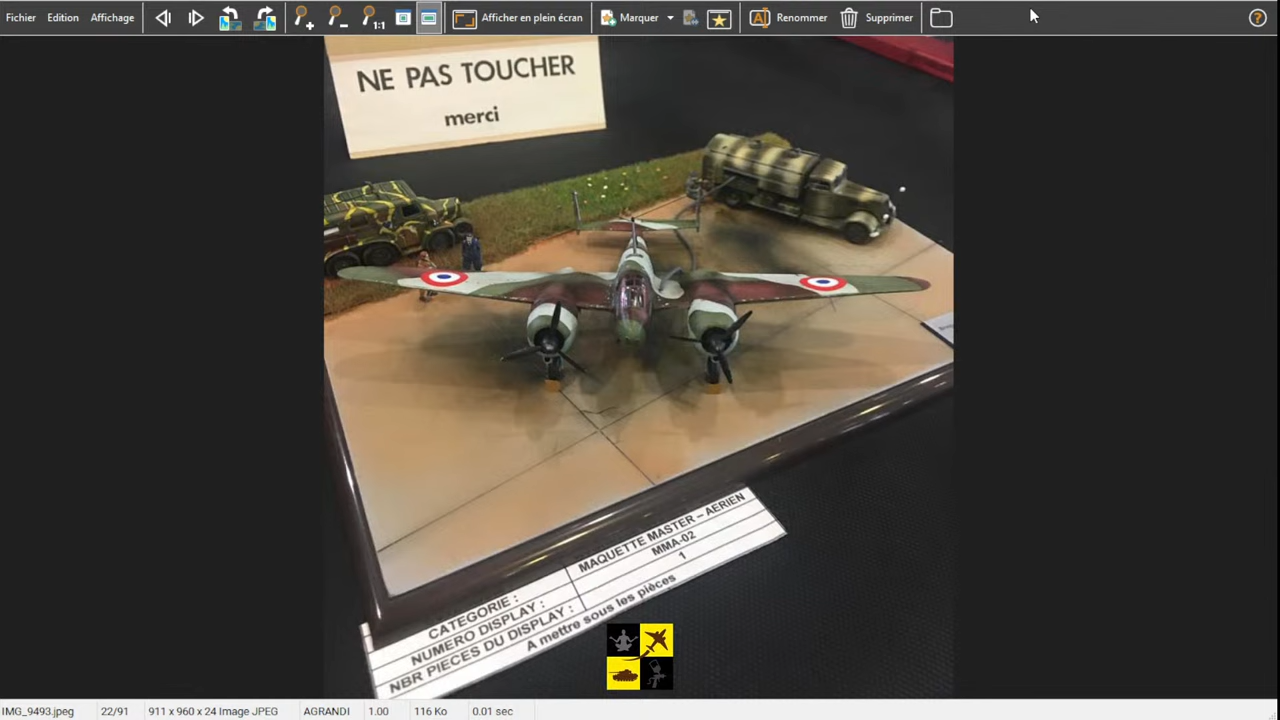 Fichier Edition Affichage 1:1 Afficher en plein écran Marquer Renommer Supprimer
NE PAS TOUCHER
merci
CATEGORIE : MAQUETTE MASTER – AERIEN
NUMERO DISPLAY : MMA-02
NBR PIECES DU DISPLAY : 1
A mettre sous les pièces
IMG_9493.jpeg 22/91 911 x 960 x 24 Image JPEG AGRANDI 1.00 116 Ko 0.01 sec